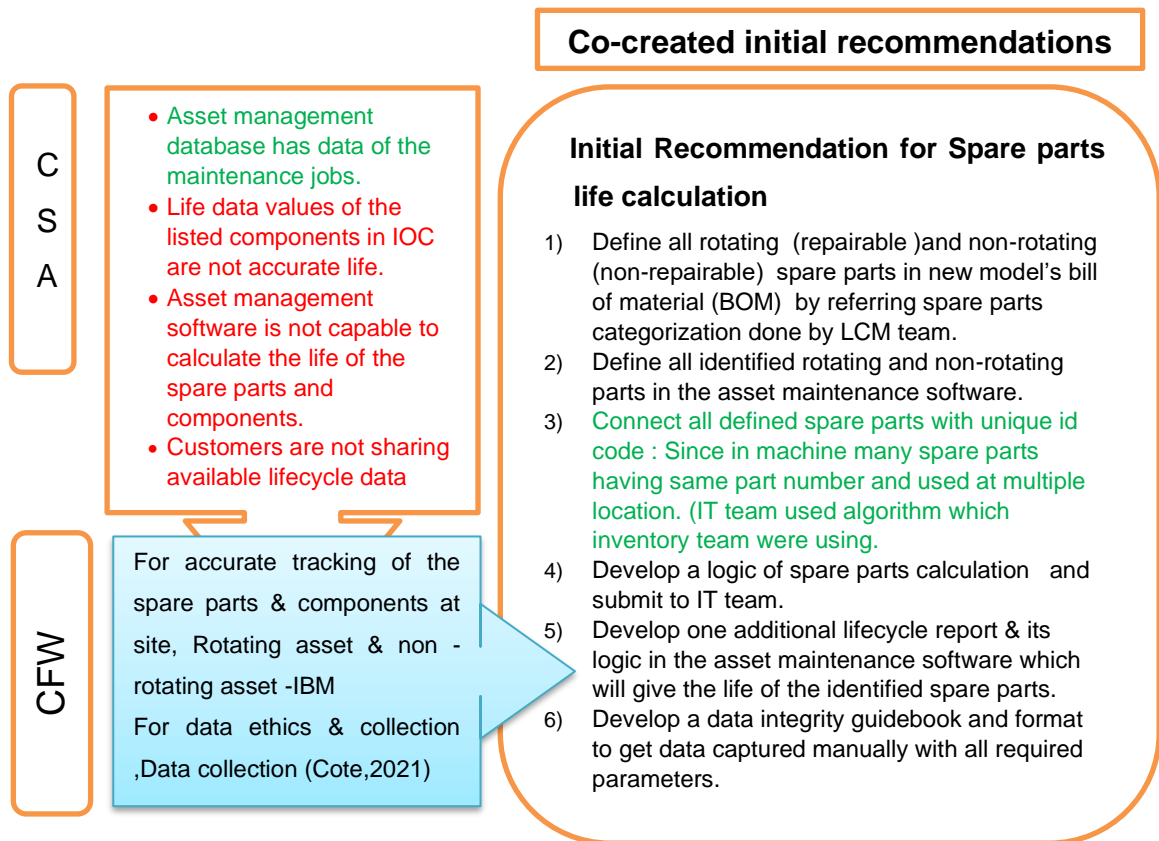 Co-created initial recommendations
C
S
A
• Asset management
database has data of the
maintenance jobs.
• Life data values of the
listed components in IOC
are not accurate life.
• Asset management
software is not capable to
calculate the life of the
spare parts and
components.
• Customers are not sharing
available lifecycle data
CFW
For accurate tracking of the
spare parts & components at
site, Rotating asset & non -
rotating asset -IBM
For data ethics & collection
,Data collection (Cote,2021)
Initial Recommendation for Spare parts
life calculation
1) Define all rotating (repairable )and non-rotating
(non-repairable) spare parts in new model's bill
of material (BOM) by referring spare parts
categorization done by LCM team.
2) Define all identified rotating and non-rotating
parts in the asset maintenance software.
3) Connect all defined spare parts with unique id
code : Since in machine many spare parts
having same part number and used at multiple
location. (IT team used algorithm which
inventory team were using.
4) Develop a logic of spare parts calculation and
submit to IT team.
5) Develop one additional lifecycle report & its
logic in the asset maintenance software which
will give the life of the identified spare parts.
6) Develop a data integrity guidebook and format
to get data captured manually with all required
parameters.